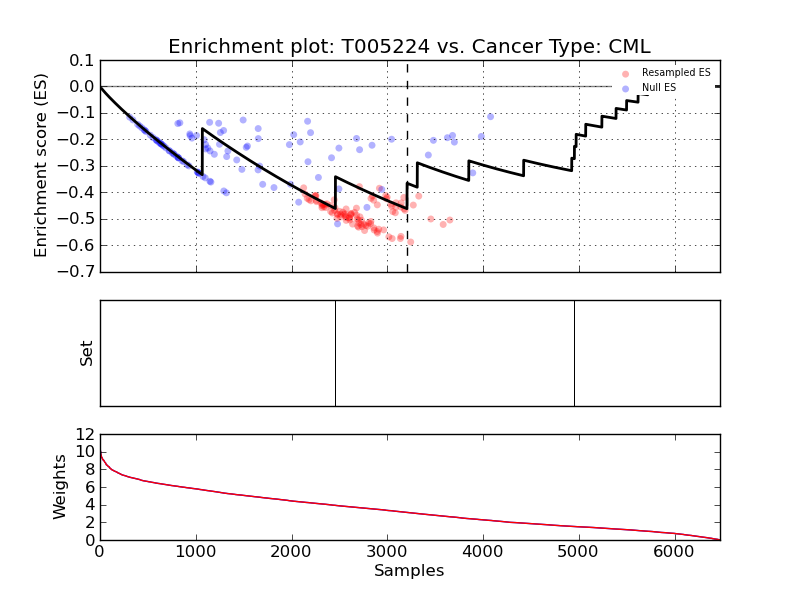 Enrichment plot: T005224 vs. Cancer Type: CML
Enrichment score (ES)
0.1
0.0
−0.1
−0.2
−0.3
−0.4
−0.5
−0.6
−0.7
Resampled ES
Null ES
Set
Weights
12
10
8
6
4
2
0
0 1000 2000 3000 4000 5000 6000
Samples